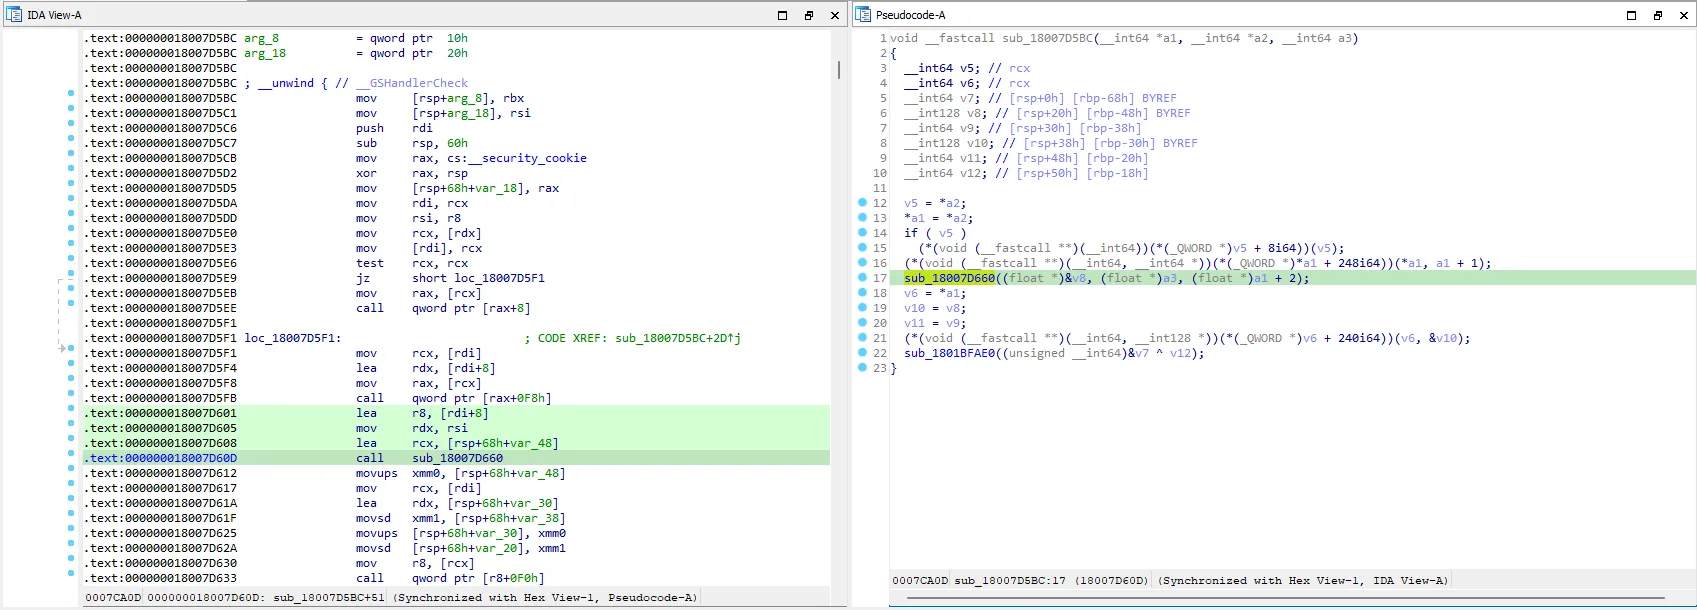 IDA View-A
.text:000000018007D5BC arg_8 = qword ptr 10h
.text:000000018007D5BC arg_18 = qword ptr 20h
.text:000000018007D5BC
.text:000000018007D5BC ; __unwind { // __GSHandlerCheck
.text:000000018007D5BC mov [rsp+arg_8], rbx
.text:000000018007D5C1 mov [rsp+arg_18], rsi
.text:000000018007D5C6 push rdi
.text:000000018007D5C7 sub rsp, 60h
.text:000000018007D5CB mov rax, cs:__security_cookie
.text:000000018007D5D2 xor rax, rsp
.text:000000018007D5D5 mov [rsp+68h+var_18], rax
.text:000000018007D5DA mov rdi, rcx
.text:000000018007D5DD mov rsi, r8
.text:000000018007D5E0 mov rcx, [rdx]
.text:000000018007D5E3 mov [rdi], rcx
.text:000000018007D5E6 test rcx, rcx
.text:000000018007D5E9 jz short loc_18007D5F1
.text:000000018007D5EB mov rax, [rcx]
.text:000000018007D5EE call qword ptr [rax+8]
.text:000000018007D5F1
.text:000000018007D5F1 loc_18007D5F1: ; CODE XREF: sub_18007D5BC+2D↑j
.text:000000018007D5F1 mov rcx, [rdi]
.text:000000018007D5F4 lea rdx, [rdi+8]
.text:000000018007D5F8 mov rax, [rcx]
.text:000000018007D5FB call qword ptr [rax+0F8h]
.text:000000018007D601 lea r8, [rdi+8]
.text:000000018007D605 mov rdx, rsi
.text:000000018007D608 lea rcx, [rsp+68h+var_48]
.text:000000018007D60D call sub_18007D660
.text:000000018007D612 movups xmm0, [rsp+68h+var_48]
.text:000000018007D617 mov rcx, [rdi]
.text:000000018007D61A lea rdx, [rsp+68h+var_30]
.text:000000018007D61F movsd xmm1, [rsp+68h+var_38]
.text:000000018007D625 movups [rsp+68h+var_30], xmm0
.text:000000018007D62A movsd [rsp+68h+var_20], xmm1
.text:000000018007D630 mov r8, [rcx]
.text:000000018007D633 call qword ptr [r8+0F0h]
0007CA0D 000000018007D60D: sub_18007D5BC+51 (Synchronized with Hex View-1, Pseudocode-A)
Pseudocode-A
1 void __fastcall sub_18007D5BC(__int64 *a1, __int64 *a2, __int64 a3)
2 {
3 __int64 v5; // rcx
4 __int64 v6; // rcx
5 __int64 v7; // [rsp+0h] [rbp-68h] BYREF
6 __int128 v8; // [rsp+20h] [rbp-48h] BYREF
7 __int64 v9; // [rsp+30h] [rbp-38h]
8 __int128 v10; // [rsp+38h] [rbp-30h] BYREF
9 __int64 v11; // [rsp+48h] [rbp-20h]
10 __int64 v12; // [rsp+50h] [rbp-18h]
11
12 v5 = *a2;
13 *a1 = *a2;
14 if ( v5 )
15 (*(void (__fastcall **)(__int64))(*(_QWORD *)v5 + 8i64))(v5);
16 (*(void (__fastcall **)(__int64, __int64 *))(*(_QWORD *)*a1 + 248i64))(*a1, a1 + 1);
17 sub_18007D660((float *)&v8, (float *)a3, (float *)a1 + 2);
18 v6 = *a1;
19 v10 = v8;
20 v11 = v9;
21 (*(void (__fastcall **)(__int64, __int128 *))(*(_QWORD *)v6 + 240i64))(v6, &v10);
22 sub_1801BFAE0((unsigned __int64)&v7 ^ v12);
23 }
0007CA0D sub_18007D5BC:17 (18007D60D) (Synchronized with Hex View-1, IDA View-A)